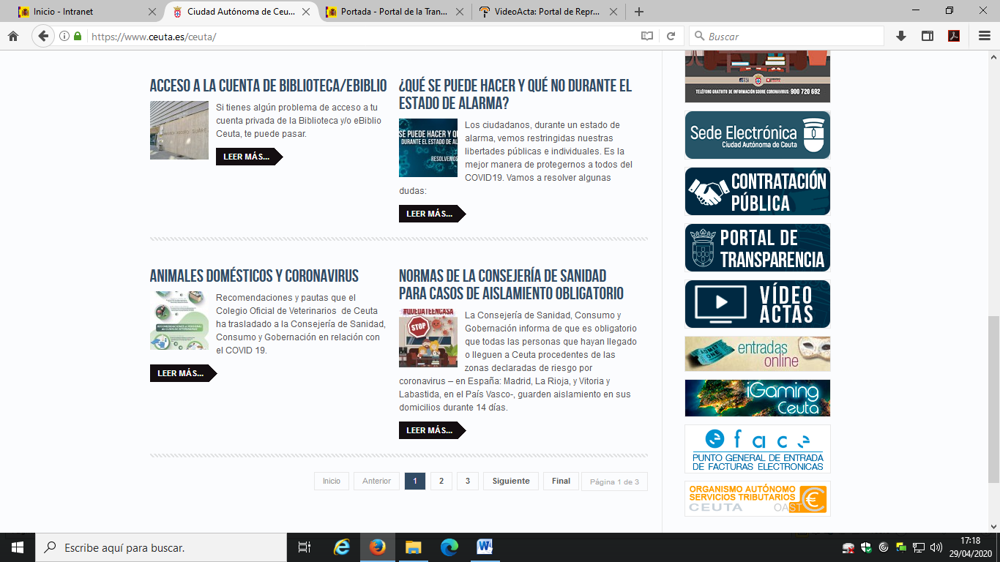 Inicio - Intranet
Ciudad Autónoma de Ceu...
Portada - Portal de la Tran...
VideoActa: Portal de Repr...
https://www.ceuta.es/ceuta/
Buscar
ACCESO A LA CUENTA DE BIBLIOTECA/EBIBLIO
Si tienes algún problema de acceso a tu
cuenta privada de la Biblioteca y/o eBiblio
Ceuta, te puede pasar.
LEER MÁS...
¿QUÉ SE PUEDE HACER Y QUÉ NO DURANTE EL
ESTADO DE ALARMA?
SE PUEDE HACER Y QU
DURANTE EL ESTADO DE AL
RESOLVEMOS
Los ciudadanos, durante un estado de
alarma, vemos restringidas nuestras
libertades públicas e individuales. Es la
mejor manera de protegernos a todos del
COVID19. Vamos a resolver algunas
dudas:
LEER MÁS...
ANIMALES DOMÉSTICOS Y CORONAVIRUS
Recomendaciones y pautas que el
Colegio Oficial de Veterinarios de Ceuta
ha trasladado a la Consejería de Sanidad,
Consumo y Gobernación en relación con
el COVID 19.
LEER MÁS...
NORMAS DE LA CONSEJERÍA DE SANIDAD
PARA CASOS DE AISLAMIENTO OBLIGATORIO
#QUEDATEENCASA
STOP
La Consejería de Sanidad, Consumo y
Gobernación informa de que es obligatorio
que todas las personas que hayan llegado
o lleguen a Ceuta procedentes de las
zonas declaradas de riesgo por
coronavirus – en España: Madrid, La Rioja, y Vitoria y
Labastida, en el País Vasco-, guarden aislamiento en sus
domicilios durante 14 días.
LEER MÁS...
Inicio Anterior 1 2 3 Siguiente Final Página 1 de 3
TELÉFONO GRATUITO DE INFORMACIÓN SOBRE CORONAVIRUS: 900 720 692
Sede Electrónica
Ciudad Autónoma de Ceuta
CONTRATACIÓN
PÚBLICA
PORTAL DE
TRANSPARENCIA
VÍDEO
ACTAS
ADMIT ONE
entradas
online
iGaming
Ceuta
face
PUNTO GENERAL DE ENTRADA
DE FACTURAS ELECTRONICAS
ORGANISMO AUTÓNOMO
SERVICIOS TRIBUTARIOS
CEUTA OAST
Escribe aquí para buscar.
17:18
29/04/2020